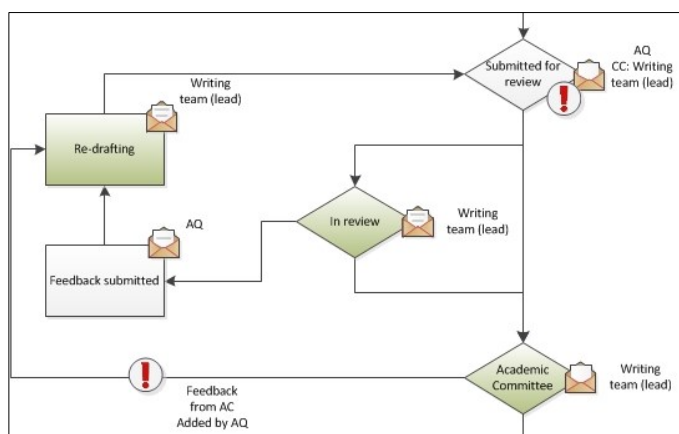 Submitted for
review
AQ
CC: Writing
team (lead)
Writing
team (lead)
Re-drafting
In review
Writing
team (lead)
AQ
Feedback submitted
Academic
Committee
Writing
team (lead)
Feedback
from AC
Added by AQ